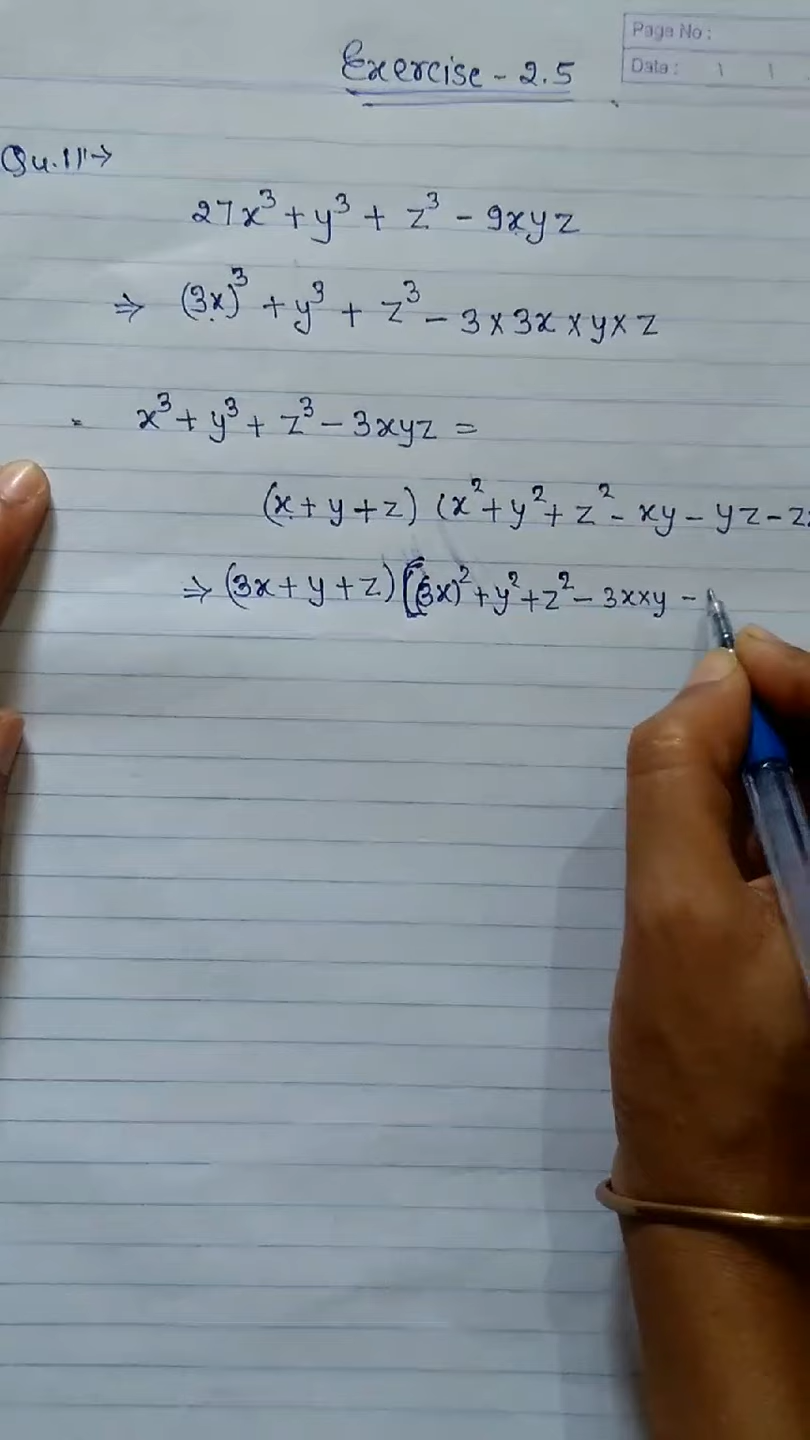 Page No :
Exercise - 2.5
Date :
Qu.11→
27x³ + y³ + z³ - 9xyz
⇒ (3x)³ + y³ + z³ - 3 × 3x × y × z
= x³ + y³ + z³ - 3xyz =
(x + y + z) (x² + y² + z² - xy - yz - z
⇒ (3x + y + z) [(3x)² + y² + z² - 3x×y -